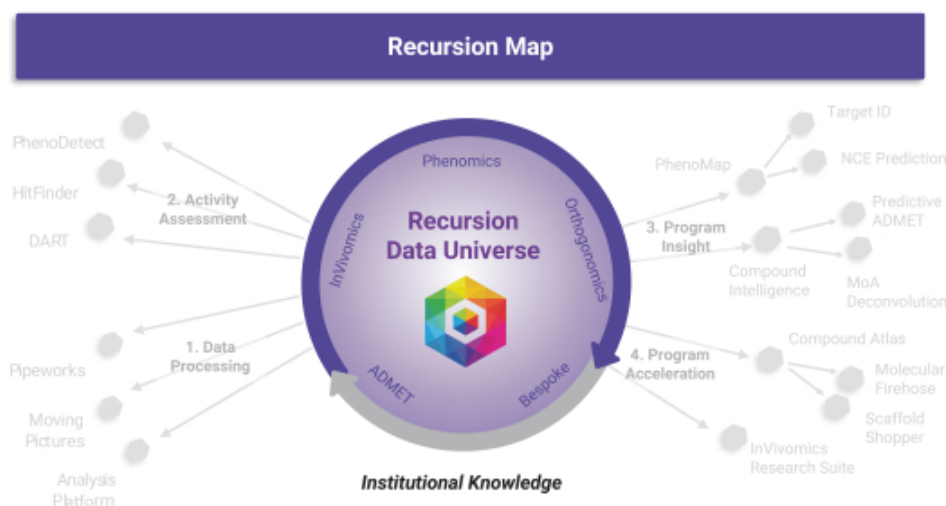 Recursion Map
PhenoDetect
HitFinder
DART
2. Activity
Assessment
Pipeworks
Moving
Pictures
Analysis
Platform
1. Data
Processing
Phenomics
InVivomics
Orthogonomics
Recursion
Data Universe
ADMET
Bespoke
Institutional Knowledge
3. Program
Insight
PhenoMap
Target ID
NCE Prediction
Compound
Intelligence
Predictive
ADMET
MoA
Deconvolution
4. Program
Acceleration
Compound Atlas
Molecular
Firehose
Scaffold
Shopper
InVivomics
Research Suite